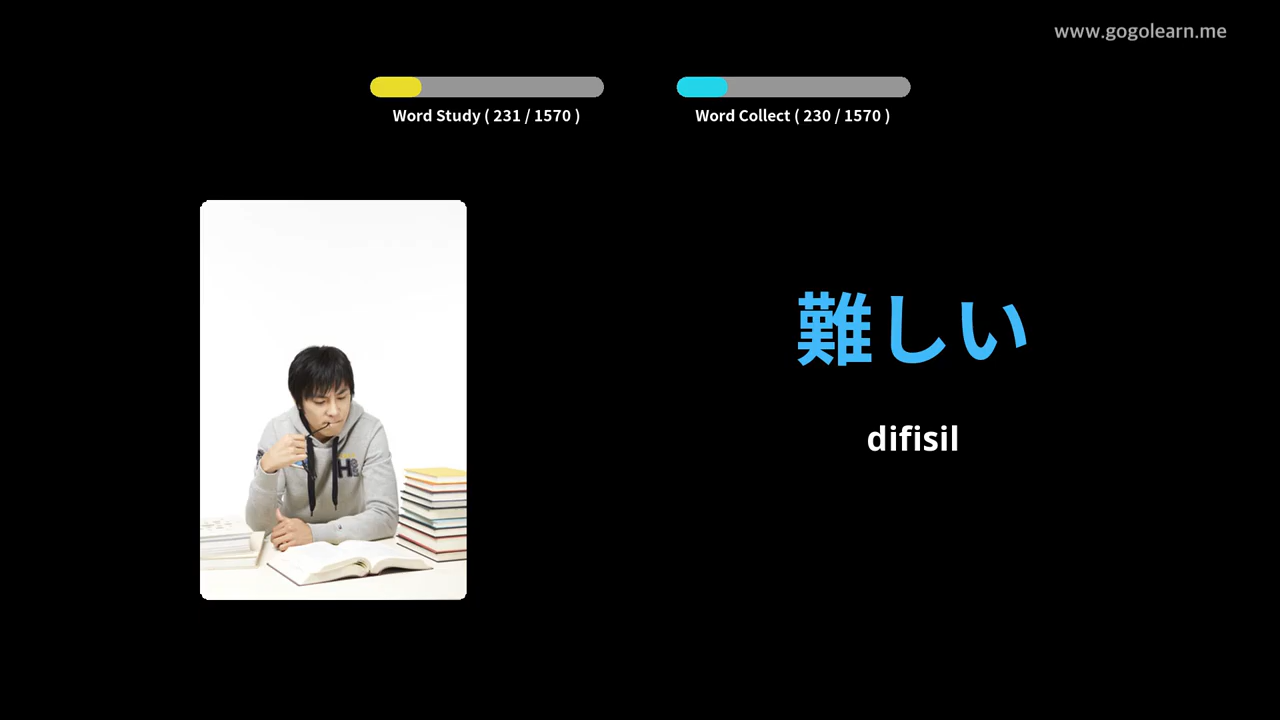 www.gogolearn.me
Word Study ( 231 / 1570 )
Word Collect ( 230 / 1570 )
難しい
difisil